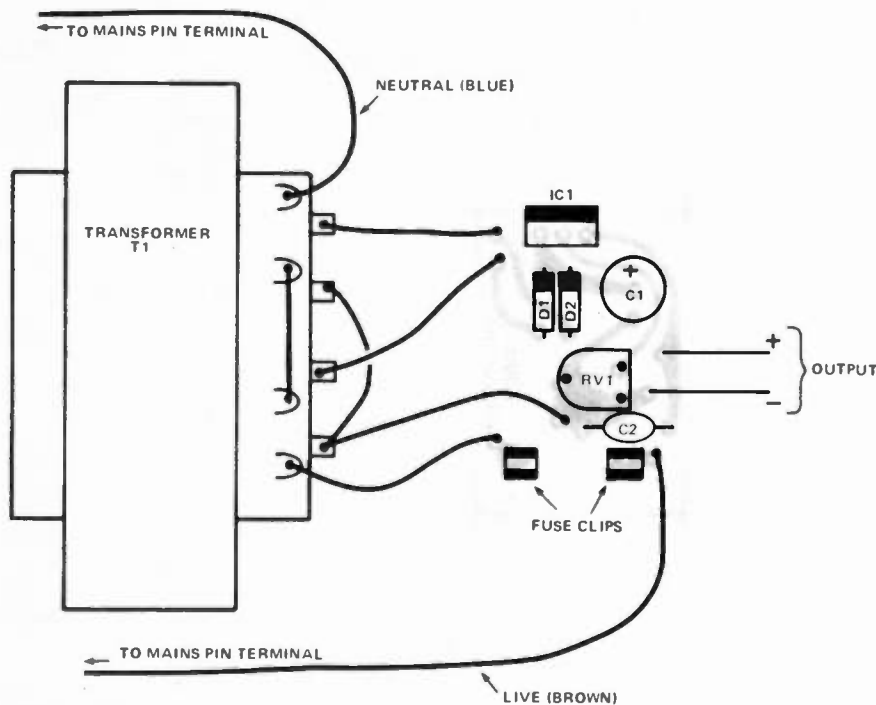 TO MAINS PIN TERMINAL
NEUTRAL (BLUE)
TRANSFORMER
T1
IC1
+
C1
D1
D2
RV1
+
OUTPUT
−
C2
FUSE CLIPS
TO MAINS PIN TERMINAL
LIVE (BROWN)